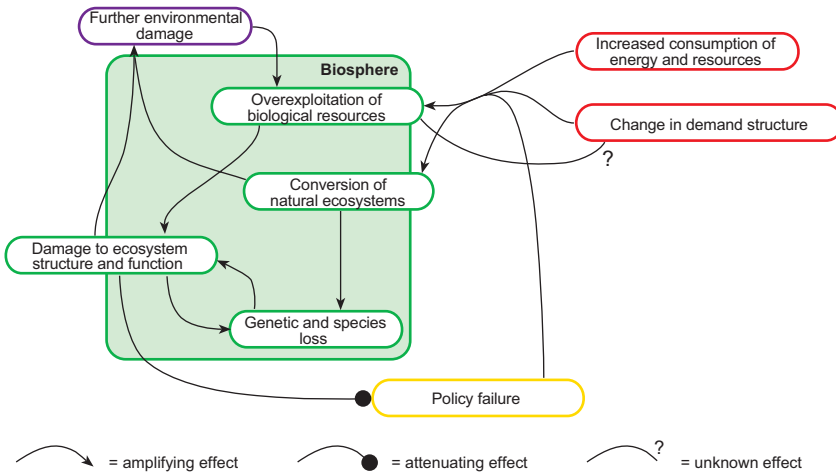 Further environmental
damage
Increased consumption of
energy and resources
Biosphere
Overexploitation of
biological resources
Change in demand structure
?
Conversion of
natural ecosystems
Damage to ecosystem
structure and function
Genetic and species
loss
Policy failure
= amplifying effect
= attenuating effect
?
= unknown effect